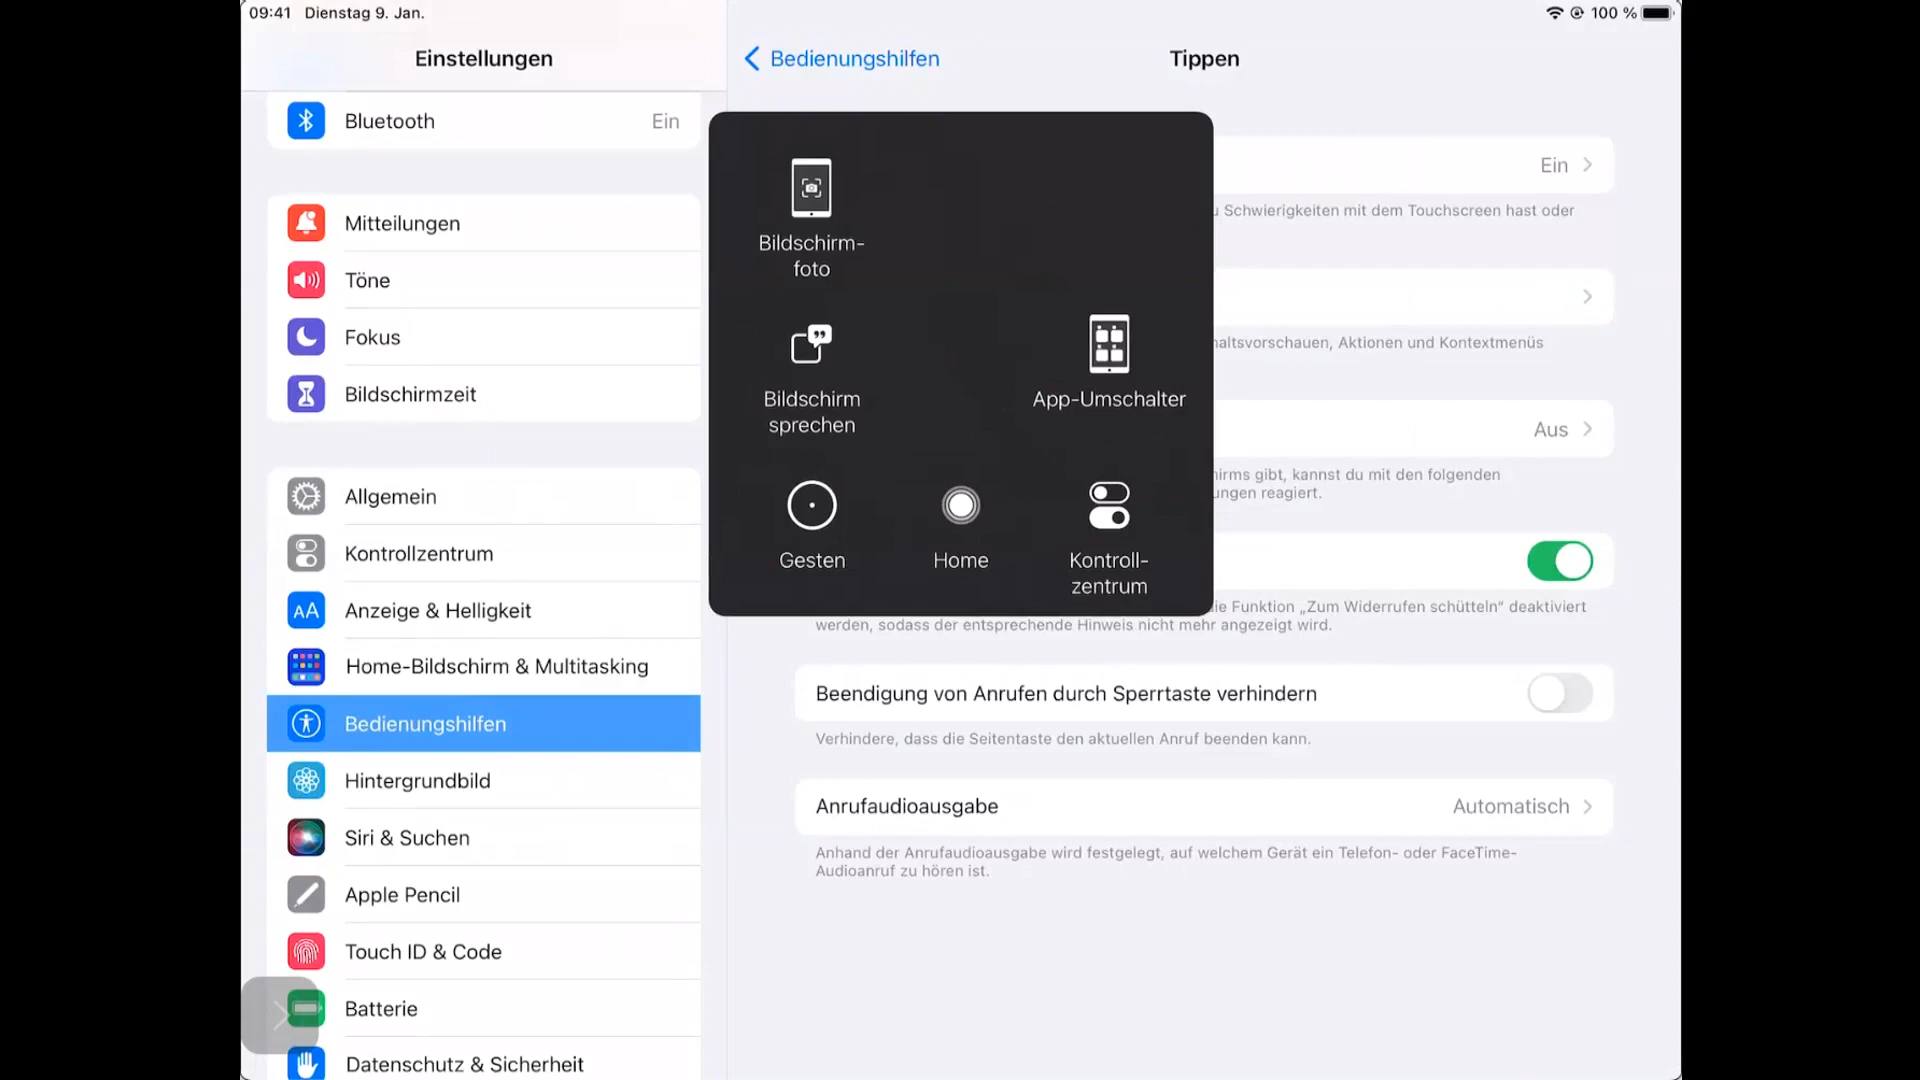 09:41 Dienstag 9. Jan.
100 %
Einstellungen
Bluetooth
Ein
Mitteilungen
Töne
Fokus
Bildschirmzeit
Allgemein
Kontrollzentrum
Anzeige & Helligkeit
Home-Bildschirm & Multitasking
Bedienungshilfen
Hintergrundbild
Siri & Suchen
Apple Pencil
Touch ID & Code
Batterie
Datenschutz & Sicherheit
Bedienungshilfen
Tippen
Bildschirm-
foto
Bildschirm
sprechen
App-Umschalter
Gesten
Home
Kontroll-
zentrum
Ein
Schwierigkeiten mit dem Touchscreen hast oder
haltsvorschauen, Aktionen und Kontextmenüs
Aus
hirms gibt, kannst du mit den folgenden
ungen reagiert.
ie Funktion „Zum Widerrufen schütteln“ deaktiviert
werden, sodass der entsprechende Hinweis nicht mehr angezeigt wird.
Beendigung von Anrufen durch Sperrtaste verhindern
Verhindere, dass die Seitentaste den aktuellen Anruf beenden kann.
Anrufaudioausgabe
Automatisch
Anhand der Anrufaudioausgabe wird festgelegt, auf welchem Gerät ein Telefon- oder FaceTime-
Audioanruf zu hören ist.